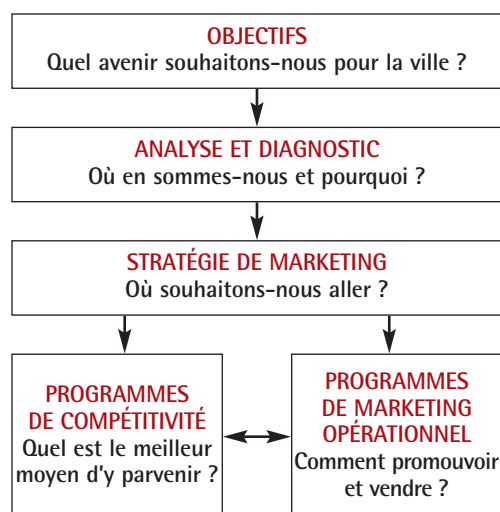 OBJECTIFS
Quel avenir souhaitons-nous pour la ville ?
ANALYSE ET DIAGNOSTIC
Où en sommes-nous et pourquoi ?
STRATÉGIE DE MARKETING
Où souhaitons-nous aller ?
PROGRAMMES
DE COMPÉTITIVITÉ
Quel est le meilleur
moyen d'y parvenir ?
PROGRAMMES
DE MARKETING
OPÉRATIONNEL
Comment promouvoir
et vendre ?